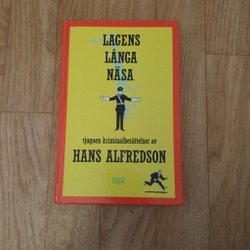 LAGENS
LÅNGA
NÄSA
tjugoen kriminalberättelser av
HANS ALFREDSON
W&W